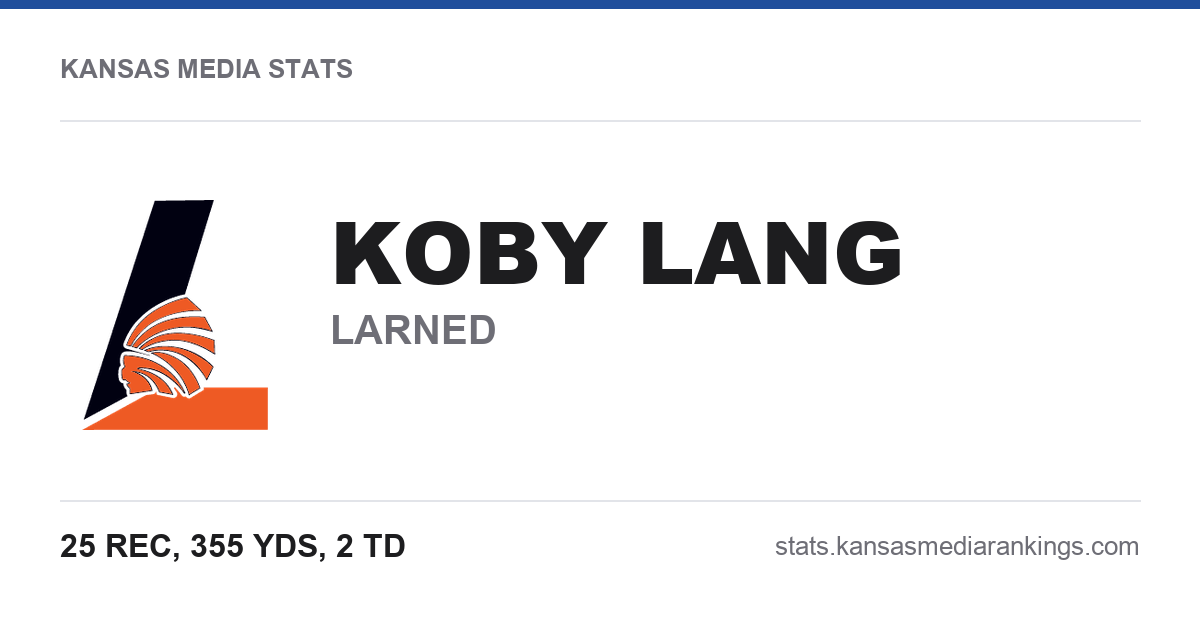 KANSAS MEDIA STATS
KOBY LANG
LARNED
25 REC, 355 YDS, 2 TD
stats.kansasmediarankings.com